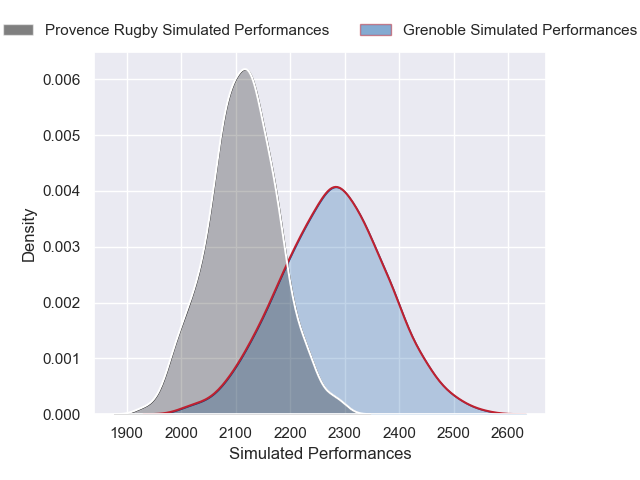 Provence Rugby Simulated Performances
Grenoble Simulated Performances
0.006
0.005
0.004
0.003
0.002
0.001
0.000
Density
1900 2000 2100 2200 2300 2400 2500 2600
Simulated Performances